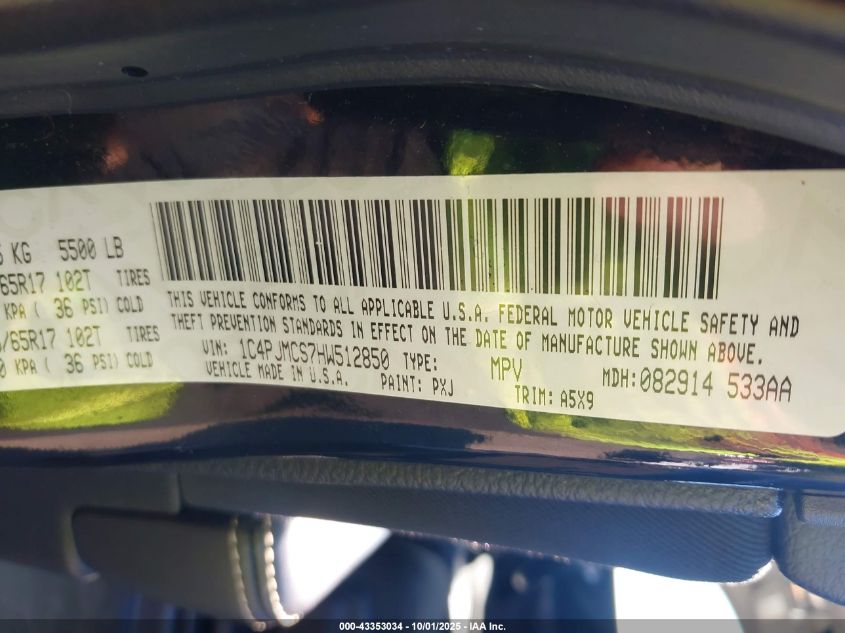 KG 5500 LB
65R17 102T TIRES
KPA ( 36 PSI) COLD
/65R17 102T TIRES
0 KPA ( 36 PSI) COLD
THIS VEHICLE CONFORMS TO ALL APPLICABLE U.S.A. FEDERAL MOTOR VEHICLE SAFETY AND
THEFT PREVENTION STANDARDS IN EFFECT ON THE DATE OF MANUFACTURE SHOWN ABOVE.
VIN: 1C4PJMCS7HW512850 TYPE: MPV MDH: 082914 533AA
VEHICLE MADE IN U.S.A. PAINT: PXJ TRIM: A5X9
000-43353034 - 10/01/2025 - IAA Inc.